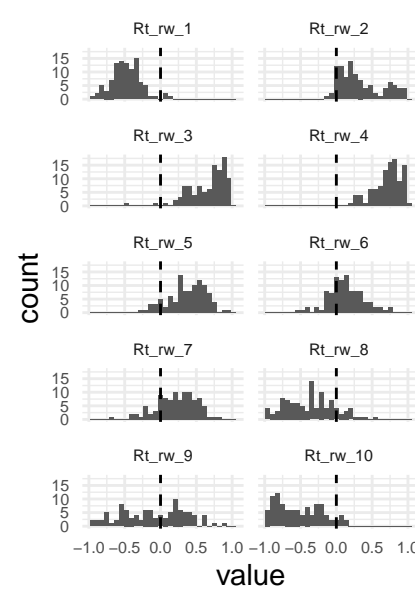 Rt_rw_1 Rt_rw_2
15
10
5
0
Rt_rw_3 Rt_rw_4
15
10
5
0
Rt_rw_5 Rt_rw_6
15
10
5
0
Rt_rw_7 Rt_rw_8
15
10
5
0
Rt_rw_9 Rt_rw_10
15
10
5
0
−1.0 −0.5 0.0 0.5 1.0 −1.0 −0.5 0.0 0.5 1.0
count
value